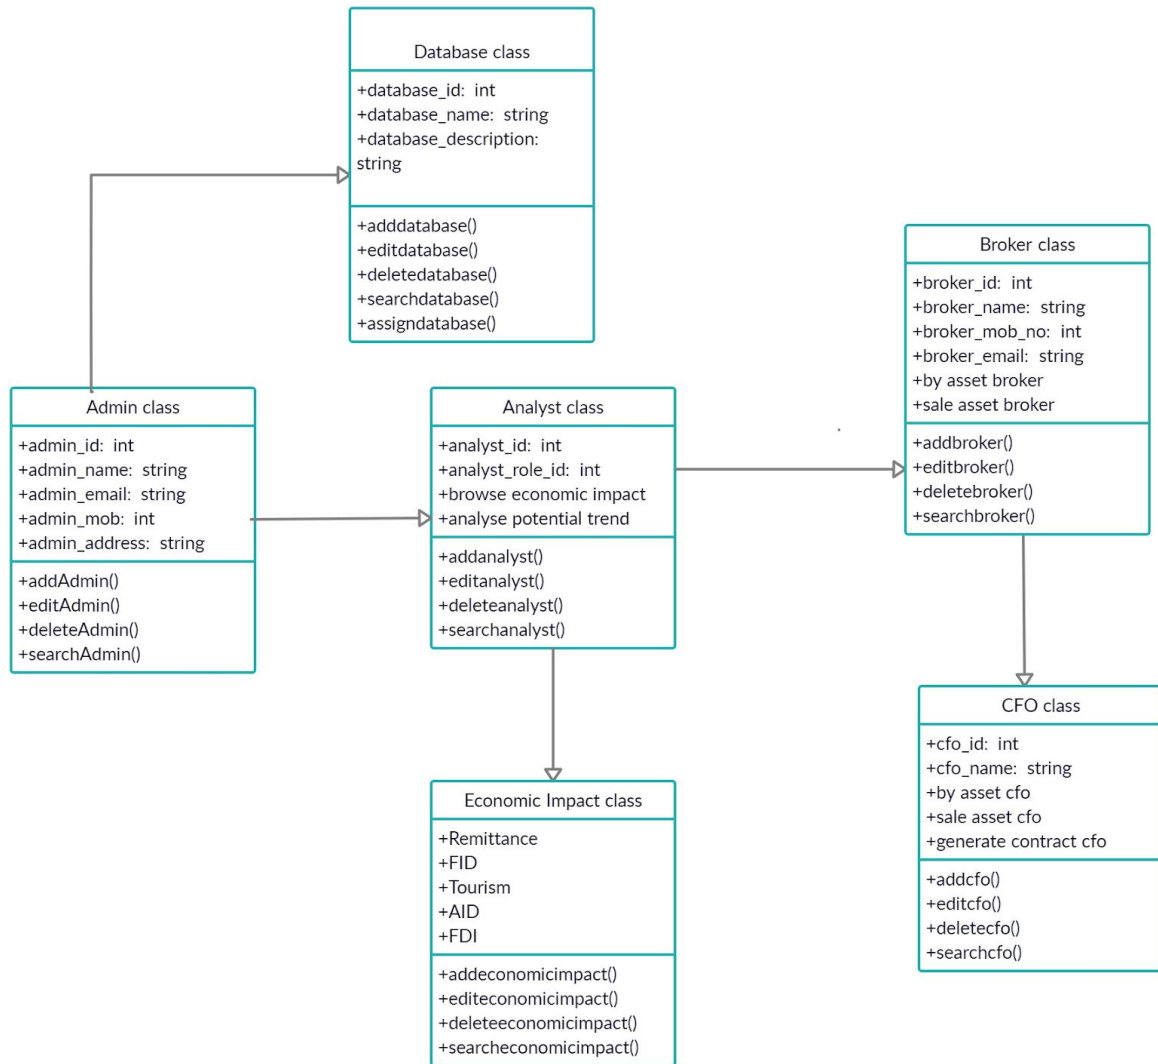 Database class
+database_id: int
+database_name: string
+database_description:
string
+adddatabase()
+editdatabase()
+deletedatabase()
+searchdatabase()
+assigndatabase()
Broker class
+broker_id: int
+broker_name: string
+broker_mob_no: int
+broker_email: string
+by asset broker
+sale asset broker
+addbroker()
+editbroker()
+deletebroker()
+searchbroker()
Admin class
+admin_id: int
+admin_name: string
+admin_email: string
+admin_mob: int
+admin_address: string
+addAdmin()
+editAdmin()
+deleteAdmin()
+searchAdmin()
Analyst class
+analyst_id: int
+analyst_role_id: int
+browse economic impact
+analyse potential trend
+addanalyst()
+editanalyst()
+deleteanalyst()
+searchanalyst()
CFO class
+cfo_id: int
+cfo_name: string
+by asset cfo
+sale asset cfo
+generate contract cfo
+addcfo()
+editcfo()
+deletecfo()
+searchcfo()
Economic Impact class
+Remittance
+FID
+Tourism
+AID
+FDI
+addeconomicimpact()
+editeconomicimpact()
+deleteeconomicimpact()
+searcheconomicimpact()